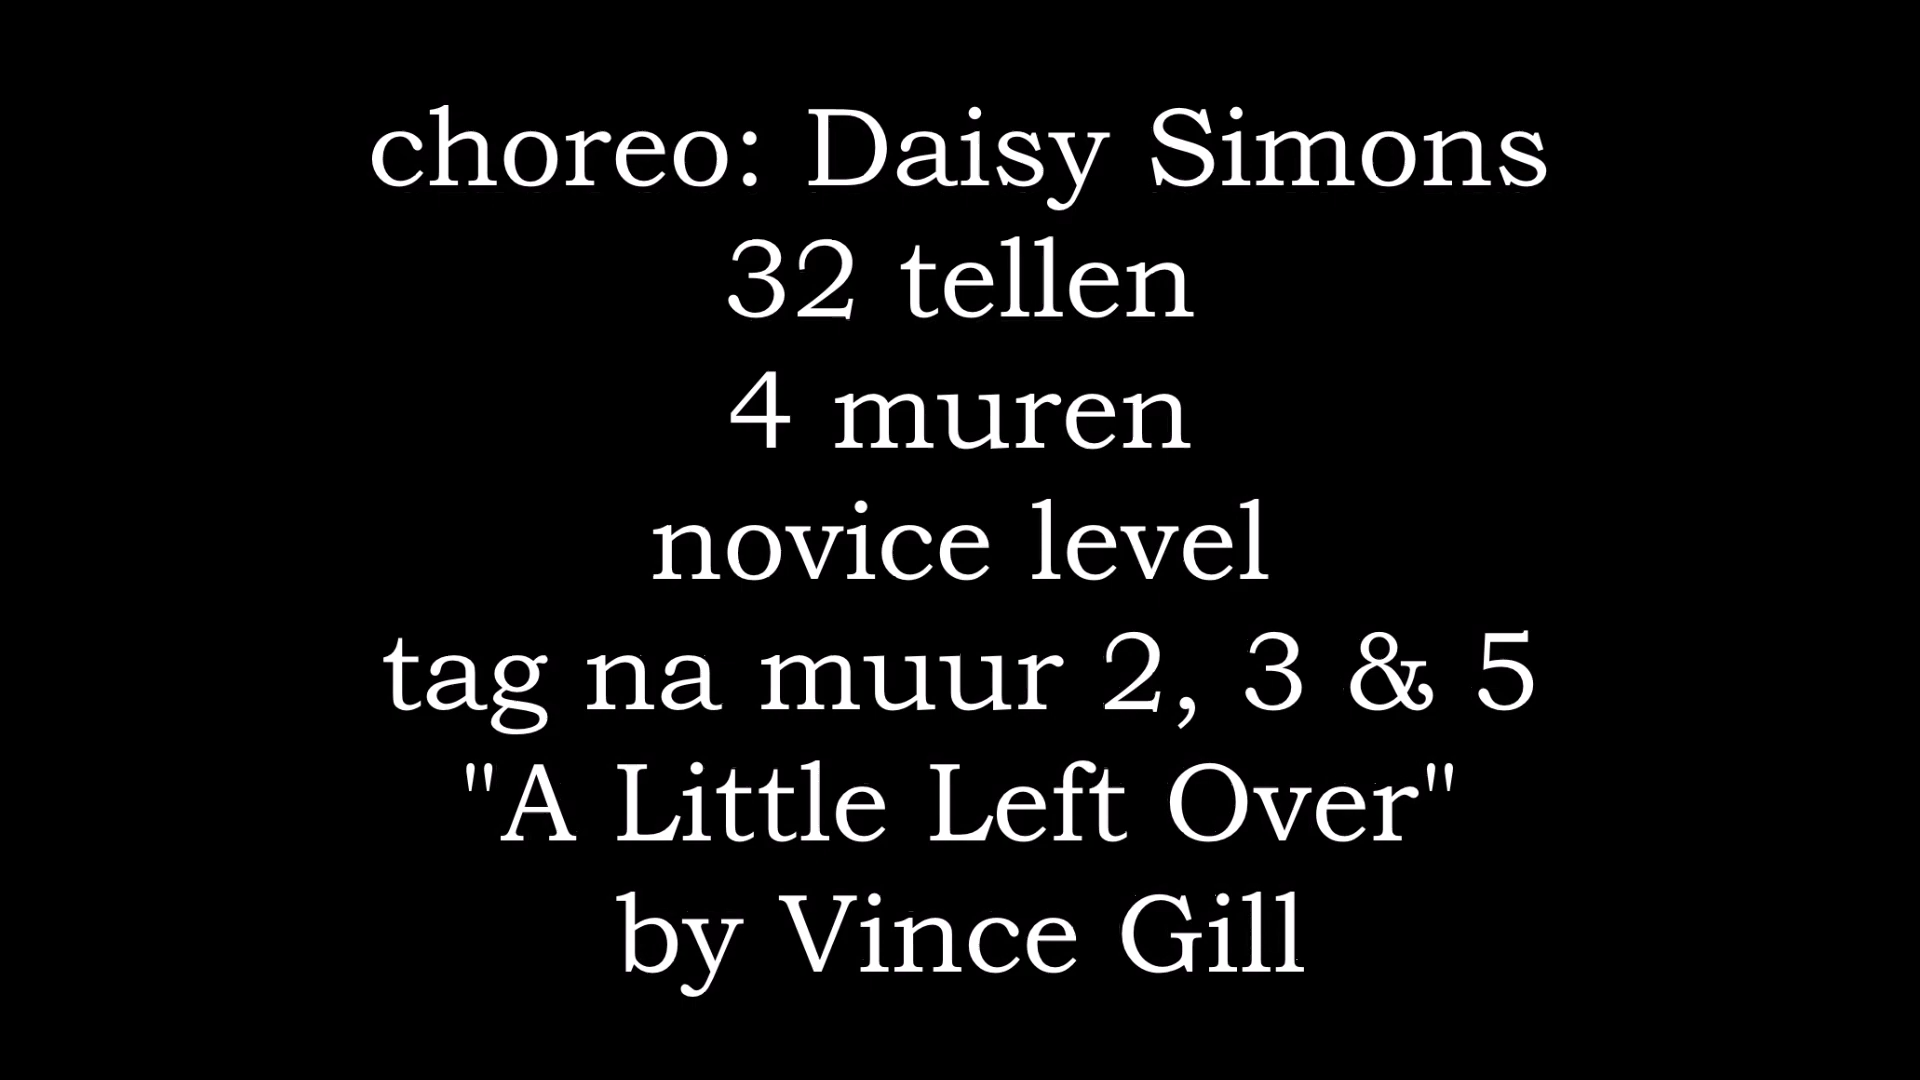 choreo: Daisy Simons
32 tellen
4 muren
novice level
tag na muur 2, 3 & 5
"A Little Left Over"
by Vince Gill